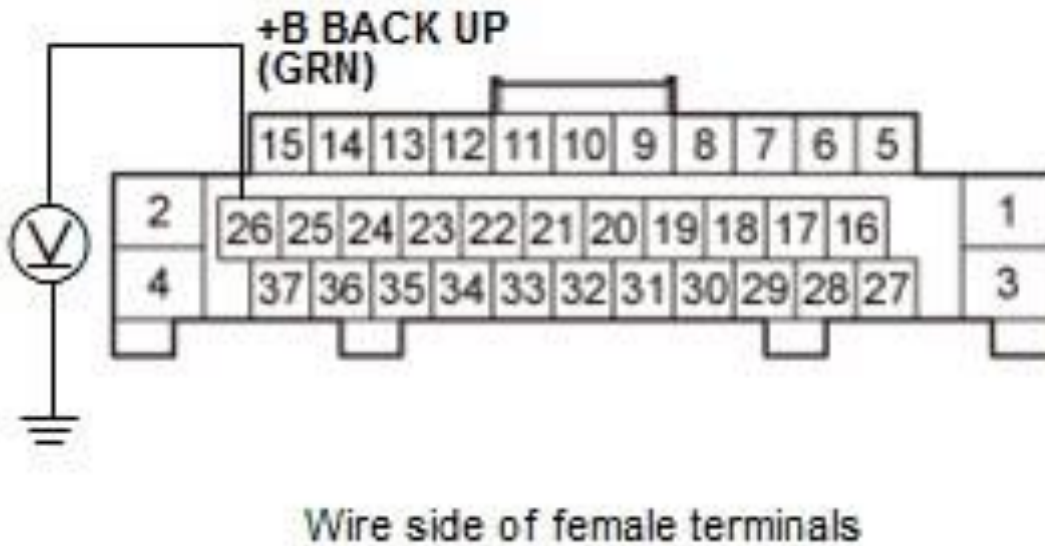 +B BACK UP
(GRN)
15 14 13 12 11 10 9 8 7 6 5
2 26 25 24 23 22 21 20 19 18 17 16 1
4 37 36 35 34 33 32 31 30 29 28 27 3
V
Wire side of female terminals